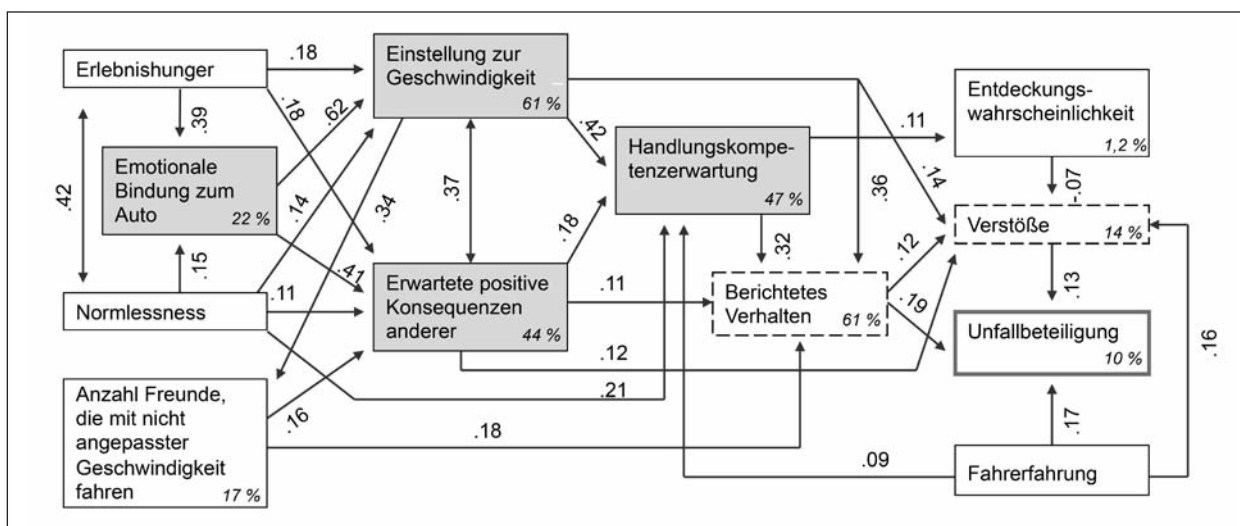 Erlebnishunger
.18
Einstellung zur
Geschwindigkeit
61 %
Entdeckungs-
wahrscheinlichkeit
1,2 %
.39
.18
.62
.42
.11
Handlungskompe-
tenzerwartung
47 %
Emotionale
Bindung zum
Auto
22 %
.42
.14
.34
.37
.18
.36
.14
-.07
Verstöße
14 %
.15
.41
.32
.12
.13
Normlessness
.11
Erwartete positive
Konsequenzen
anderer
44 %
.11
Berichtetes
Verhalten
61 %
.19
Unfallbeteiligung
10 %
.12
.16
Anzahl Freunde,
die mit nicht
angepasster
Geschwindigkeit
fahren
17 %
.16
.21
.18
.17
.09
Fahrerfahrung